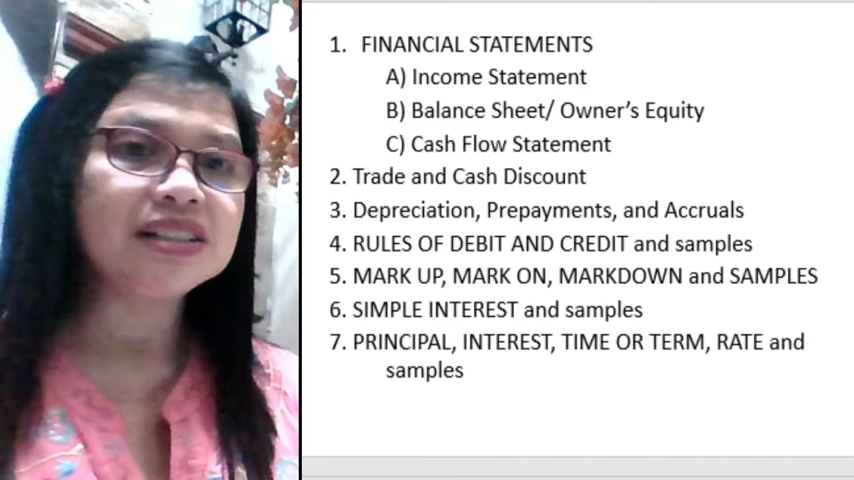 1. FINANCIAL STATEMENTS
A) Income Statement
B) Balance Sheet/ Owner's Equity
C) Cash Flow Statement
2. Trade and Cash Discount
3. Depreciation, Prepayments, and Accruals
4. RULES OF DEBIT AND CREDIT and samples
5. MARK UP, MARK ON, MARKDOWN and SAMPLES
6. SIMPLE INTEREST and samples
7. PRINCIPAL, INTEREST, TIME OR TERM, RATE and
samples